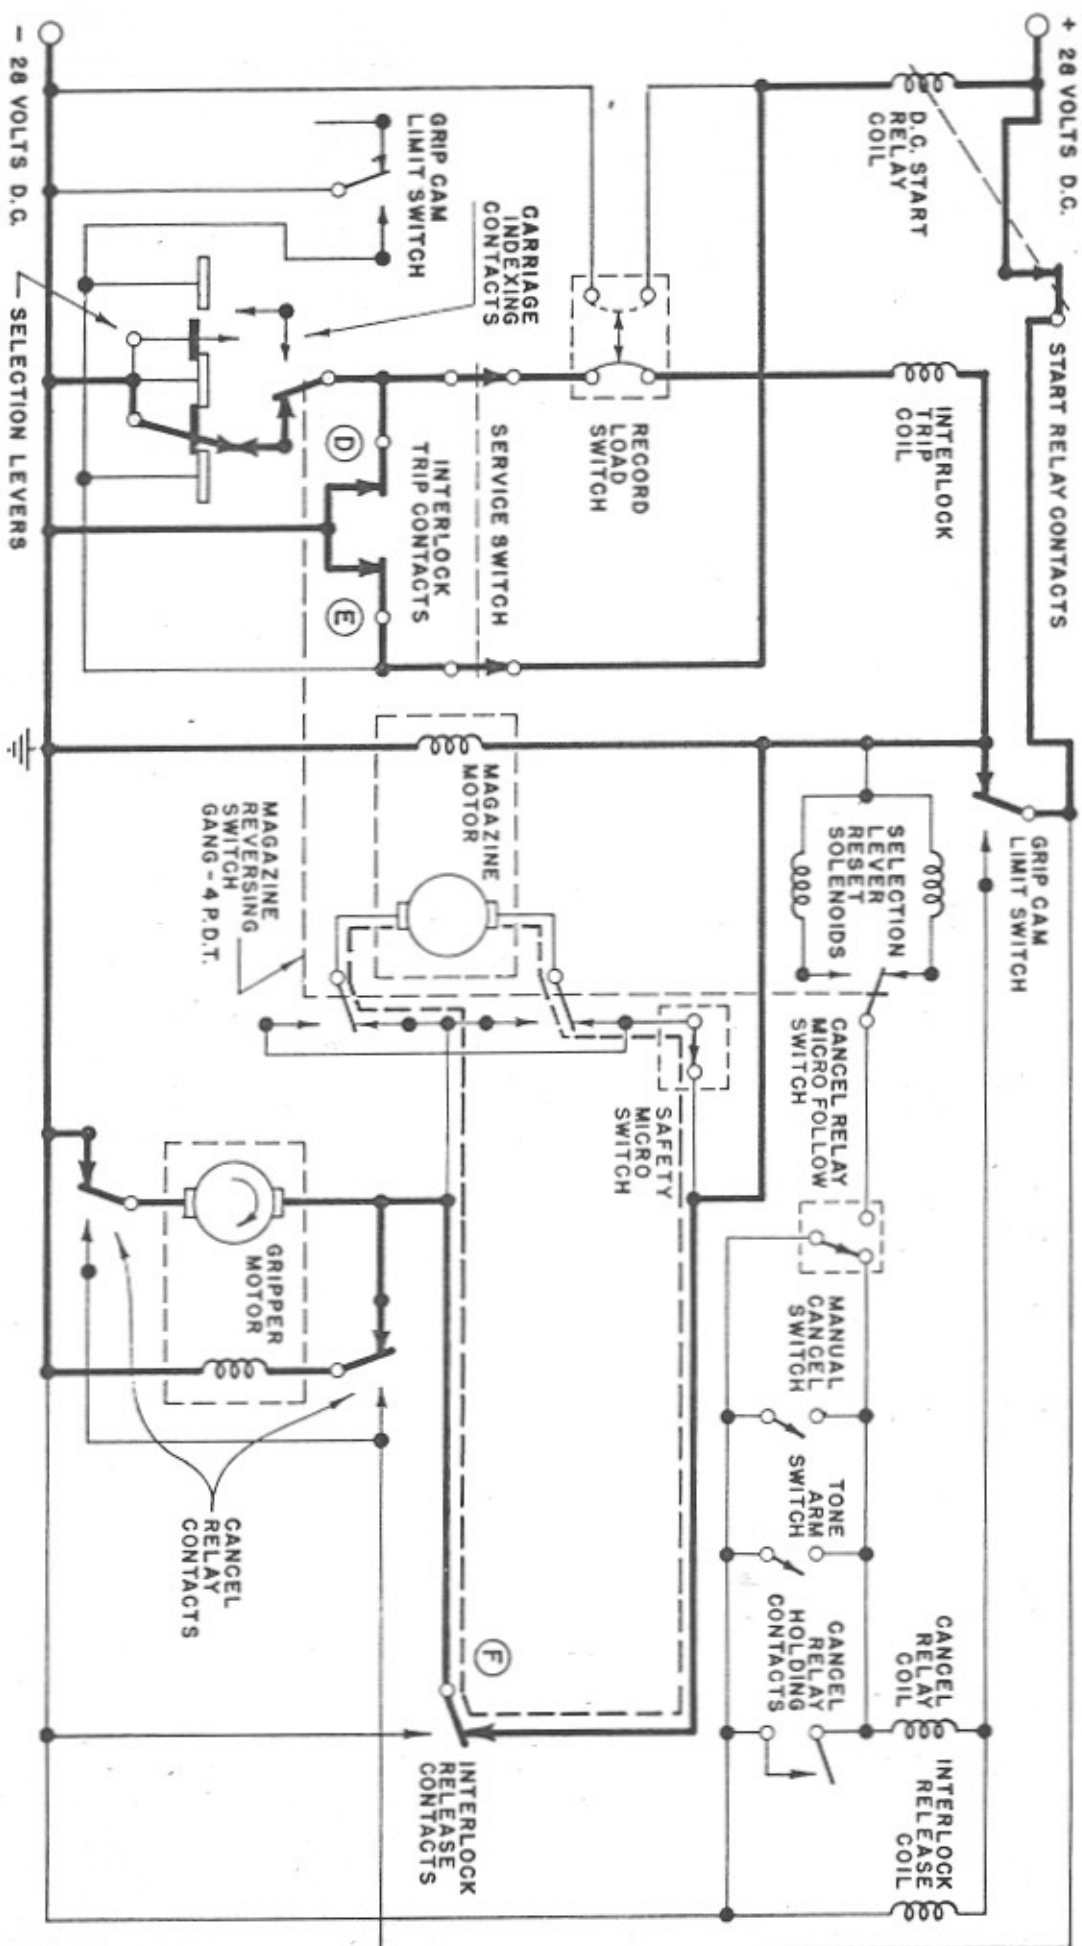 + 28 VOLTS D.C.
D.C. START
RELAY
COIL
START RELAY CONTACTS
INTERLOCK
TRIP
COIL
GRIP CAM
LIMIT SWITCH
SELECTION
LEVER
RESET
SOLENOIDS
CANCEL RELAY
MICRO FOLLOW
SWITCH
MANUAL
CANCEL
SWITCH
TONE
ARM
SWITCH
CANCEL
RELAY
HOLDING
CONTACTS
CANCEL
RELAY
COIL
INTERLOCK
RELEASE
COIL
RECORD
LOAD
SWITCH
SERVICE SWITCH
INTERLOCK
TRIP CONTACTS
D
E
CARRIAGE
INDEXING
CONTACTS
GRIP CAM
LIMIT SWITCH
MAGAZINE
MOTOR
SAFETY
MICRO
SWITCH
MAGAZINE
REVERSING
SWITCH
GANG-4 P.D.T.
GRIPPER
MOTOR
CANCEL
RELAY
CONTACTS
F
INTERLOCK
RELEASE
CONTACTS
- 28 VOLTS D.C.
SELECTION LEVERS